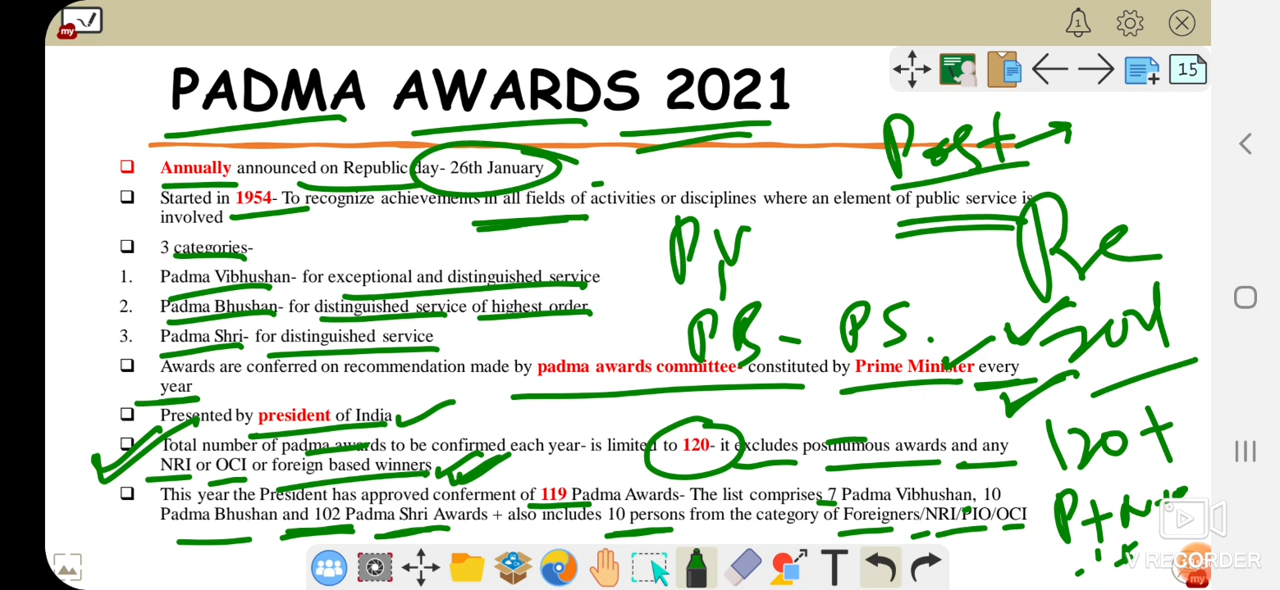 my
1
PADMA AWARDS 2021
15
Post
Annually announced on Republic day- 26th January
Started in 1954- To recognize achievements in all fields of activities or disciplines where an element of public service is
involved
3 categories-
PV
Re
1. Padma Vibhushan- for exceptional and distinguished service
2. Padma Bhushan- for distinguished service of highest order
PB - PS.
3. Padma Shri- for distinguished service
Awards are conferred on recommendation made by padma awards committee- constituted by Prime Minister every
year
Presented by president of India
120+
Total number of padma awards to be confirmed each year- is limited to 120- it excludes posthumous awards and any
NRI or OCI or foreign based winners
This year the President has approved conferment of 119 Padma Awards- The list comprises 7 Padma Vibhushan, 10
Padma Bhushan and 102 Padma Shri Awards + also includes 10 persons from the category of Foreigners/NRI/PIO/OCI
T
V RECORDER
my